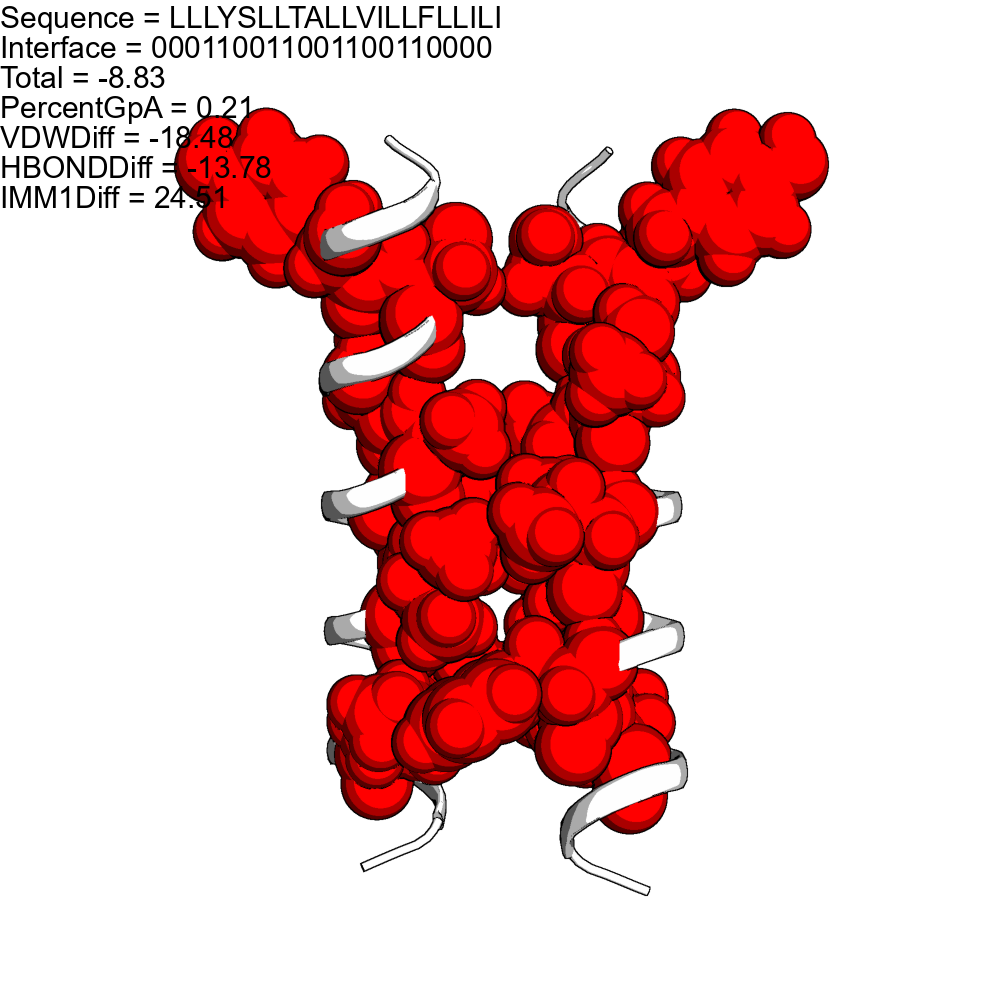 Sequence = LLLYSLLTALLVILLFLLILI
Interface = 000110011001100110000
Total = -8.83
PercentGpA = 0.21
VDWDiff = -18.48
HBONDDiff = -13.78
IMM1Diff = 24.51